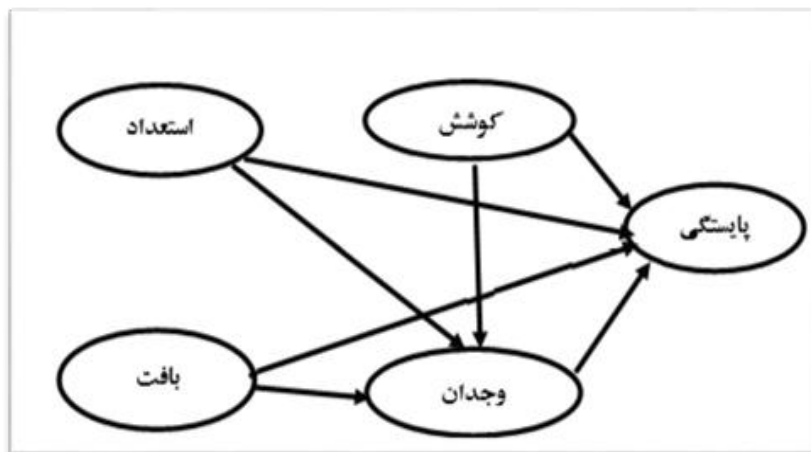 کوشش
استعداد
پایستگی
بافت
وجدان